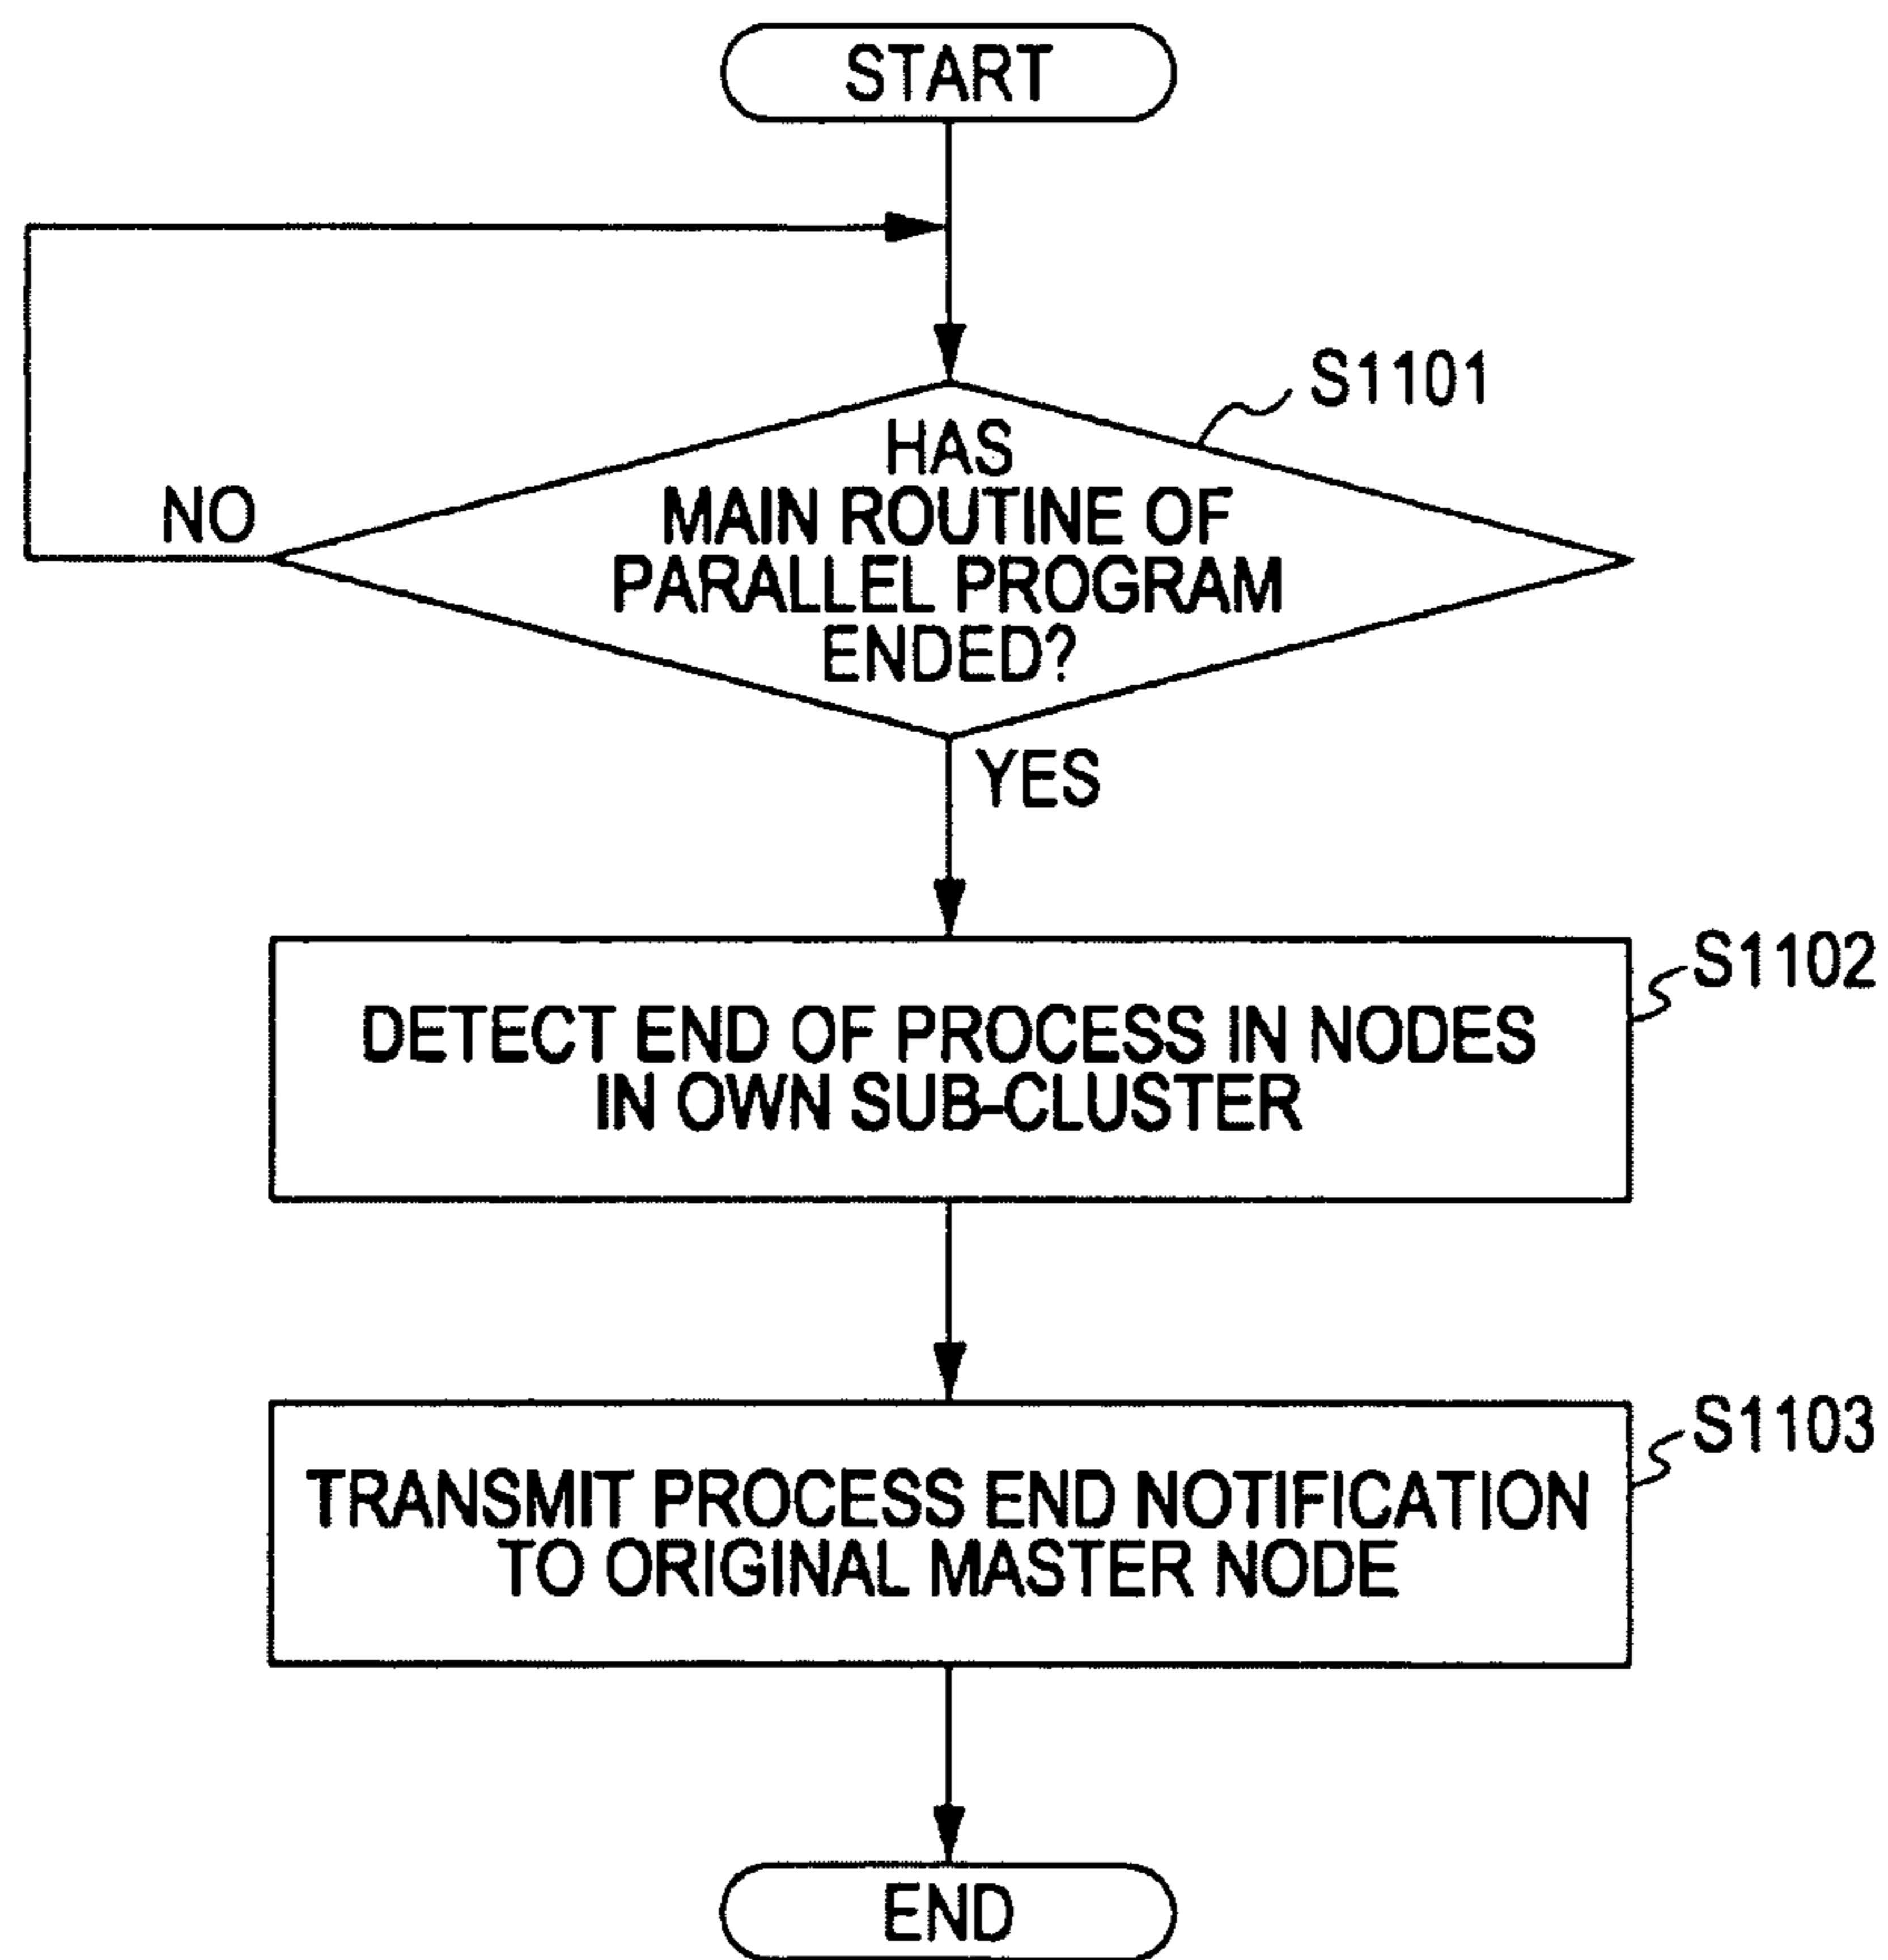 START
S1101
HAS
MAIN ROUTINE OF
PARALLEL PROGRAM
ENDED?
NO
YES
S1102
DETECT END OF PROCESS IN NODES
IN OWN SUB-CLUSTER
S1103
TRANSMIT PROCESS END NOTIFICATION
TO ORIGINAL MASTER NODE
END